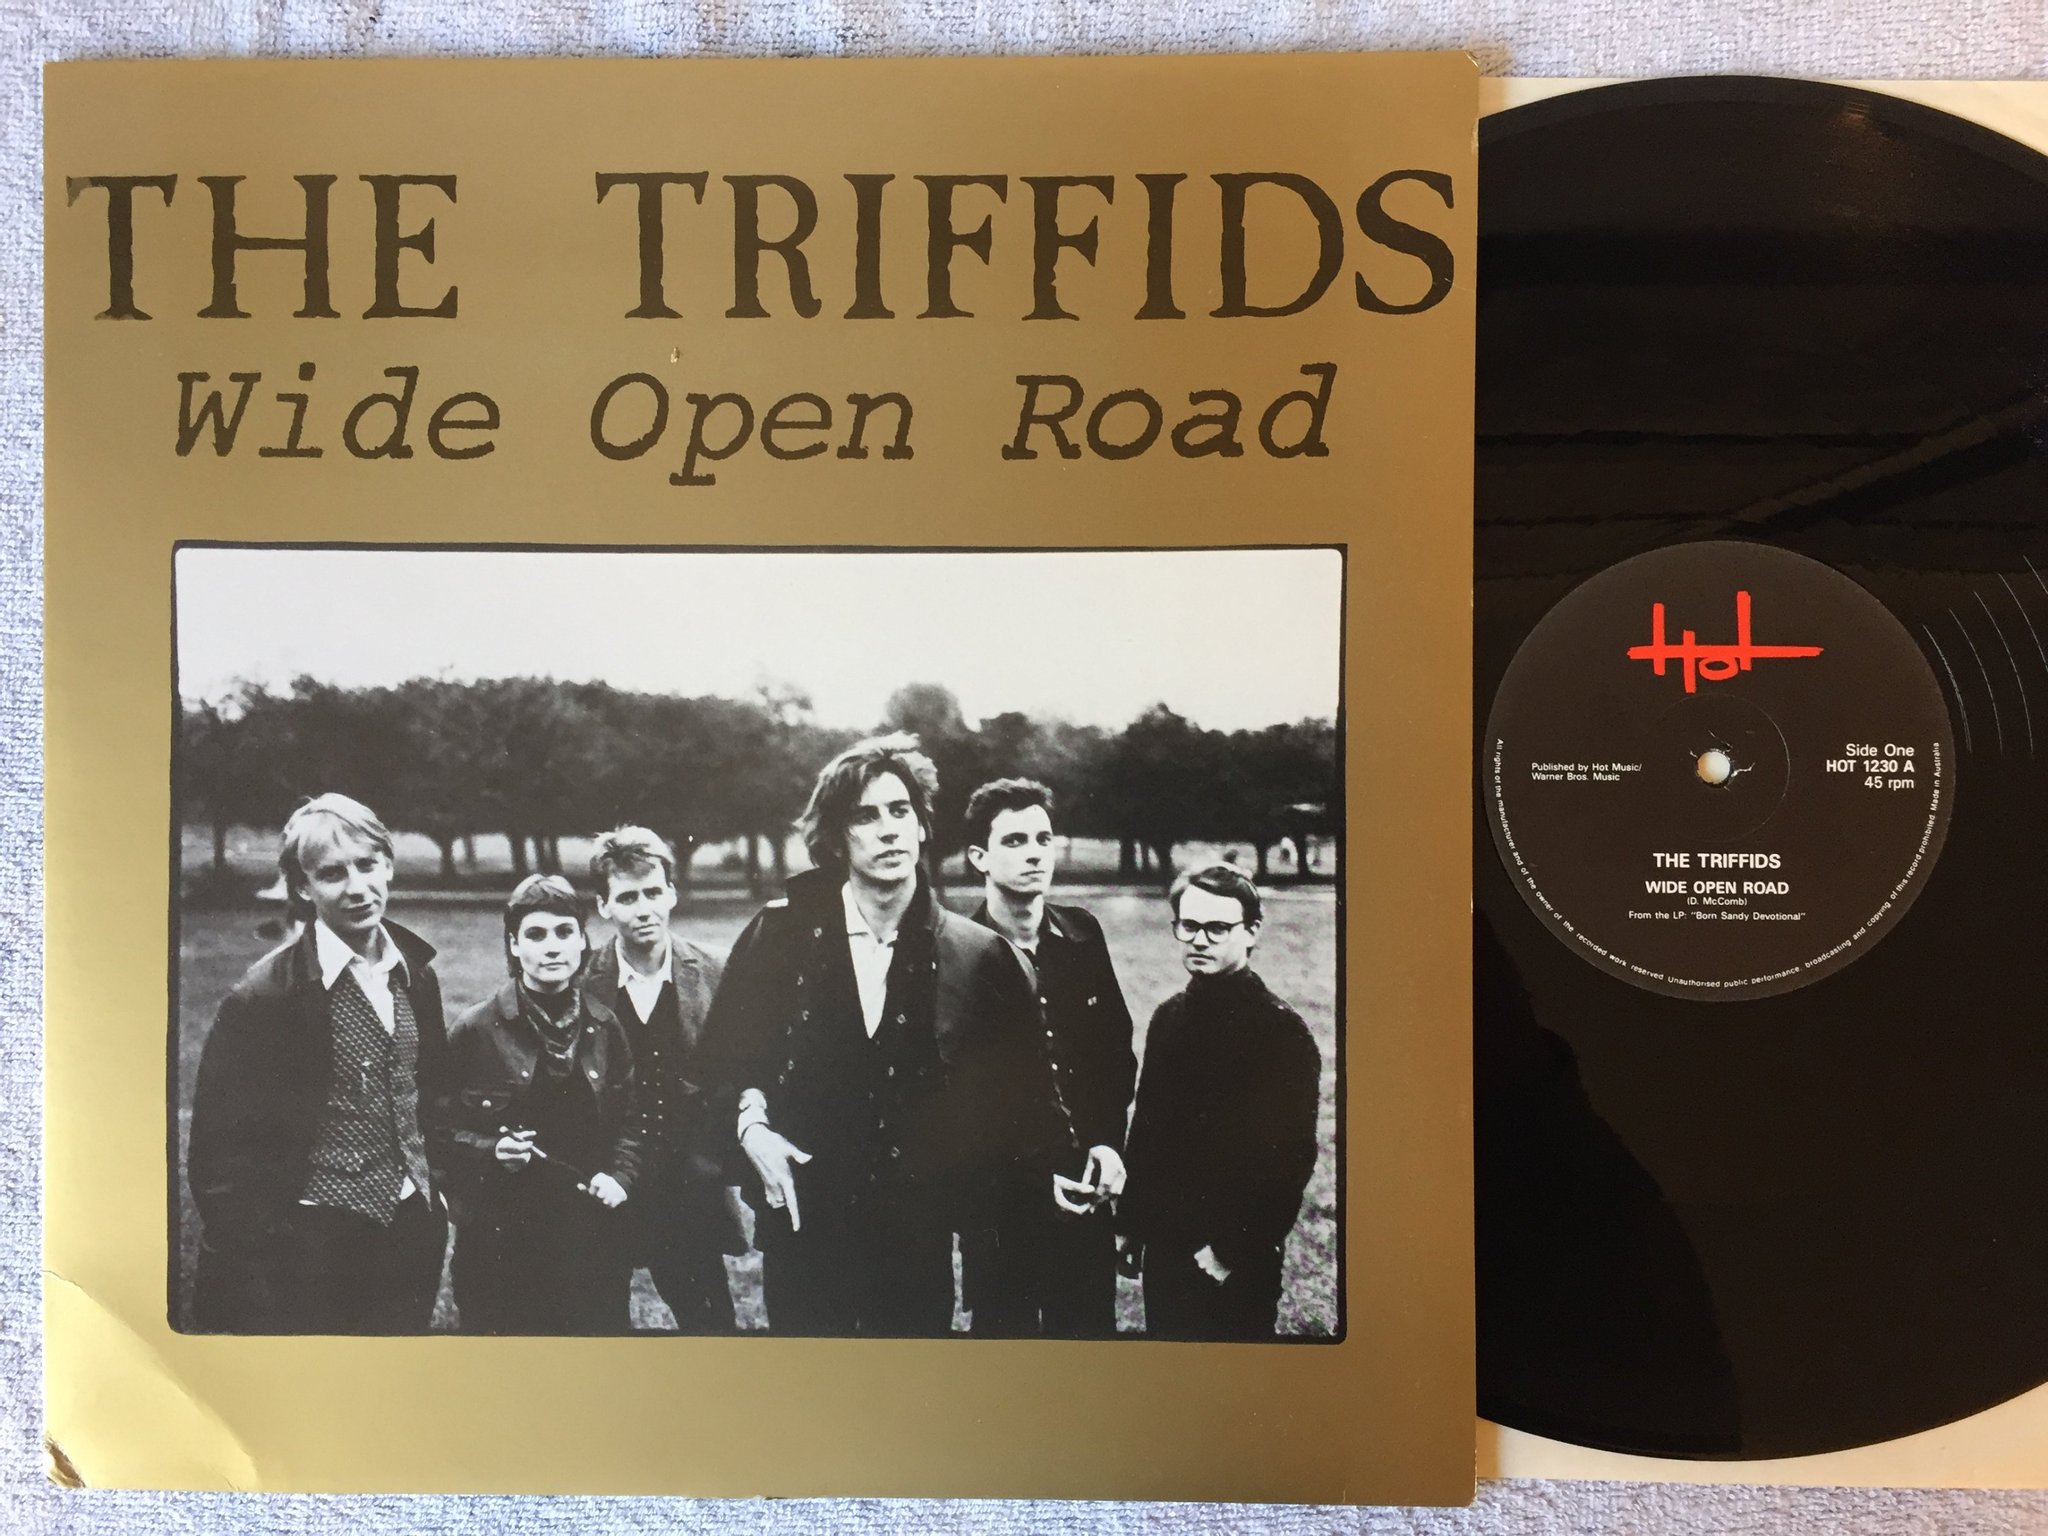 THE TRIFFIDS
Wide Open Road
Hot
Published by Hot Music/
Warner Bros. Music
Side One
HOT 1230 A
45 rpm
THE TRIFFIDS
WIDE OPEN ROAD
(D. McComb)
From the LP: "Born Sandy Devotional"
All rights of the manufacturer and of the owner of the recorded work reserved Unauthorised public performance, broadcasting and copying of this record prohibited Made in Australia